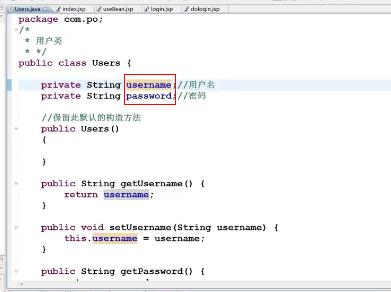 Users.java index.jsp useBean.jsp login.jsp dologin.jsp
package com.po;
/*
* 用户类
* */
public class Users {
private String username;//用户名
private String password;//密码
//保留此默认的构造方法
public Users()
{
}
public String getUsername() {
return username;
}
public void setUsername(String username) {
this.username = username;
}
public String getPassword() {